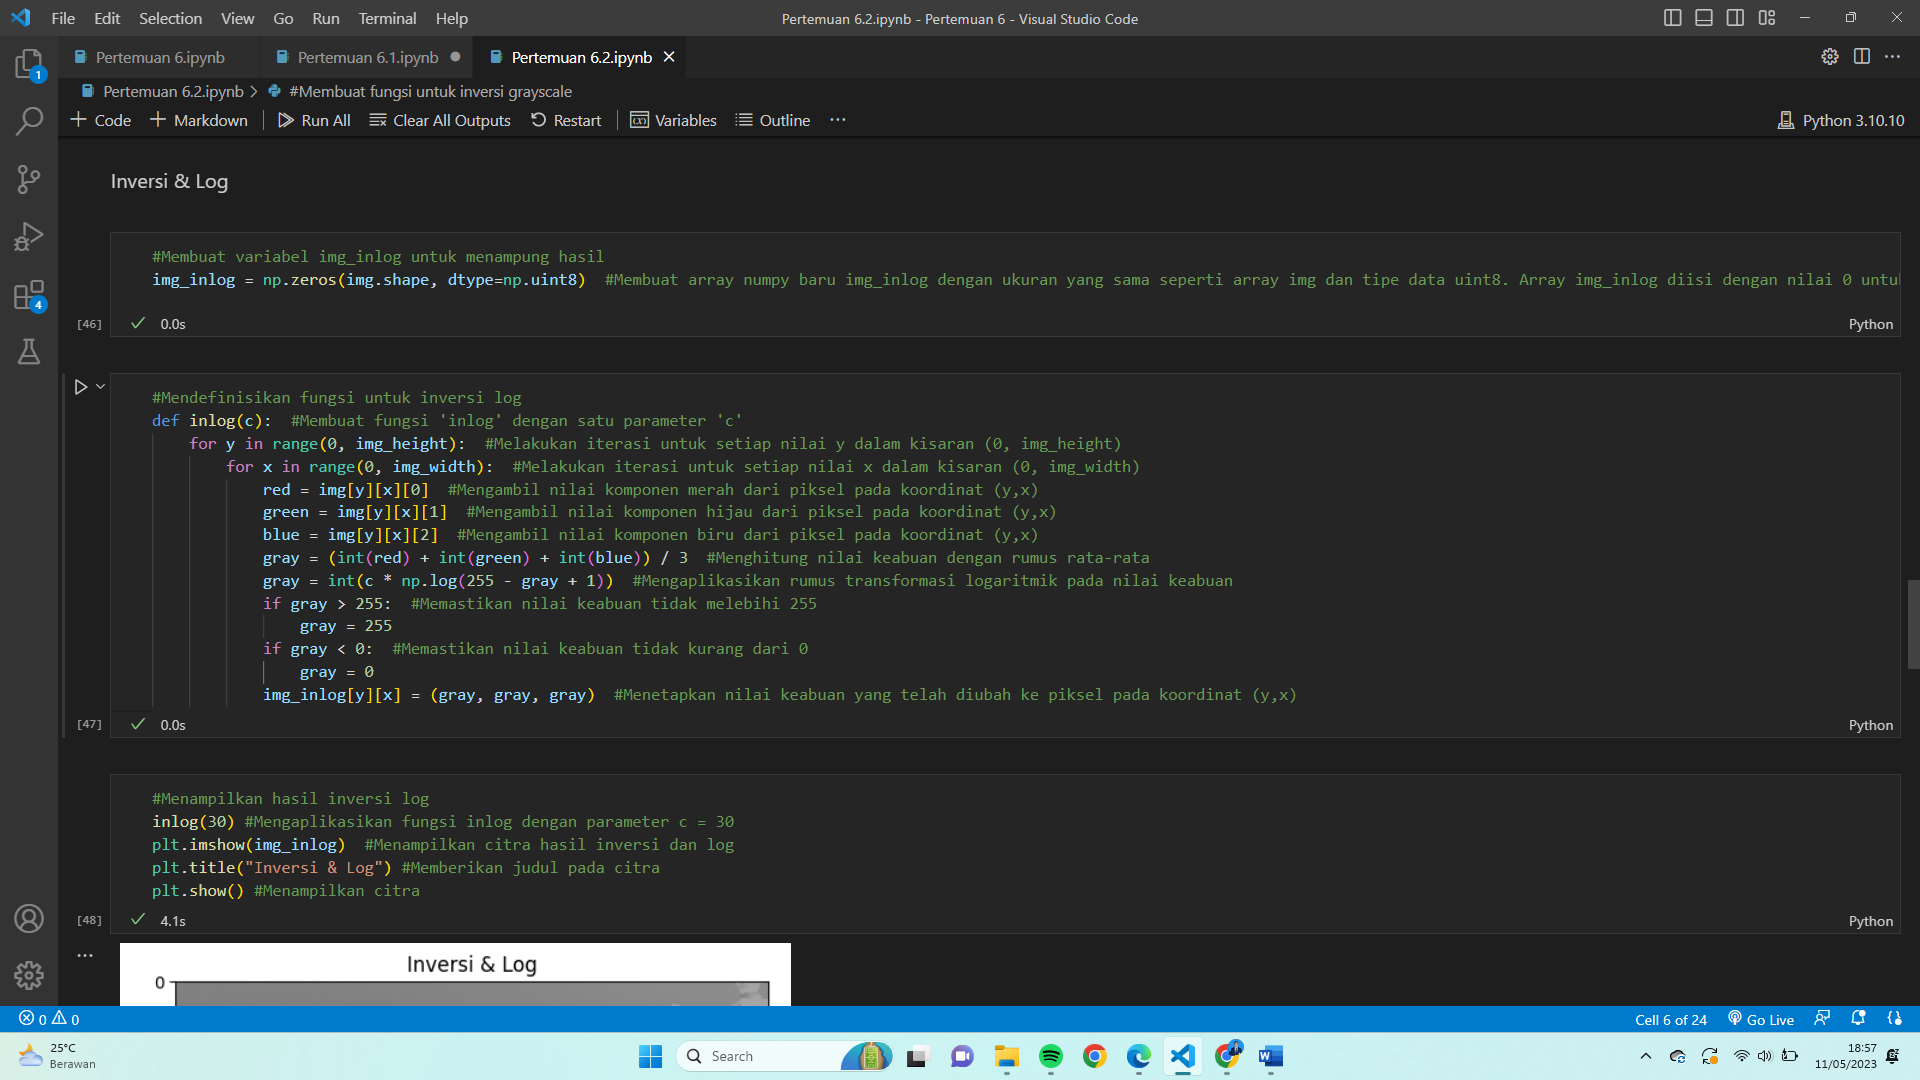 File Edit Selection View Go Run Terminal Help
Pertemuan 6.2.ipynb - Pertemuan 6 - Visual Studio Code
Pertemuan 6.ipynb
Pertemuan 6.1.ipynb
Pertemuan 6.2.ipynb
Pertemuan 6.2.ipynb > #Membuat fungsi untuk inversi grayscale
Code Markdown Run All Clear All Outputs Restart Variables Outline ...
Python 3.10.10
1
4
Inversi & Log
#Membuat variabel img_inlog untuk menampung hasil
img_inlog = np.zeros(img.shape, dtype=np.uint8)  #Membuat array numpy baru img_inlog dengan ukuran yang sama seperti array img dan tipe data uint8. Array img_inlog diisi dengan nilai 0 untu
[46] 0.0s
Python
#Mendefinisikan fungsi untuk inversi log
def inlog(c):  #Membuat fungsi 'inlog' dengan satu parameter 'c'
for y in range(0, img_height):  #Melakukan iterasi untuk setiap nilai y dalam kisaran (0, img_height)
for x in range(0, img_width):  #Melakukan iterasi untuk setiap nilai x dalam kisaran (0, img_width)
red = img[y][x][0]  #Mengambil nilai komponen merah dari piksel pada koordinat (y,x)
green = img[y][x][1]  #Mengambil nilai komponen hijau dari piksel pada koordinat (y,x)
blue = img[y][x][2]  #Mengambil nilai komponen biru dari piksel pada koordinat (y,x)
gray = (int(red) + int(green) + int(blue)) / 3  #Menghitung nilai keabuan dengan rumus rata-rata
gray = int(c * np.log(255 - gray + 1))  #Mengaplikasikan rumus transformasi logaritmik pada nilai keabuan
if gray > 255:  #Memastikan nilai keabuan tidak melebihi 255
gray = 255
if gray < 0:  #Memastikan nilai keabuan tidak kurang dari 0
gray = 0
img_inlog[y][x] = (gray, gray, gray)  #Menetapkan nilai keabuan yang telah diubah ke piksel pada koordinat (y,x)
[47] 0.0s
Python
#Menampilkan hasil inversi log
inlog(30) #Mengaplikasikan fungsi inlog dengan parameter c = 30
plt.imshow(img_inlog)  #Menampilkan citra hasil inversi dan log
plt.title("Inversi & Log") #Memberikan judul pada citra
plt.show() #Menampilkan citra
[48] 4.1s
Python
...
Inversi & Log
0
0 0
Cell 6 of 24 Go Live
25°C
Berawan
Search
18:57
11/05/2023